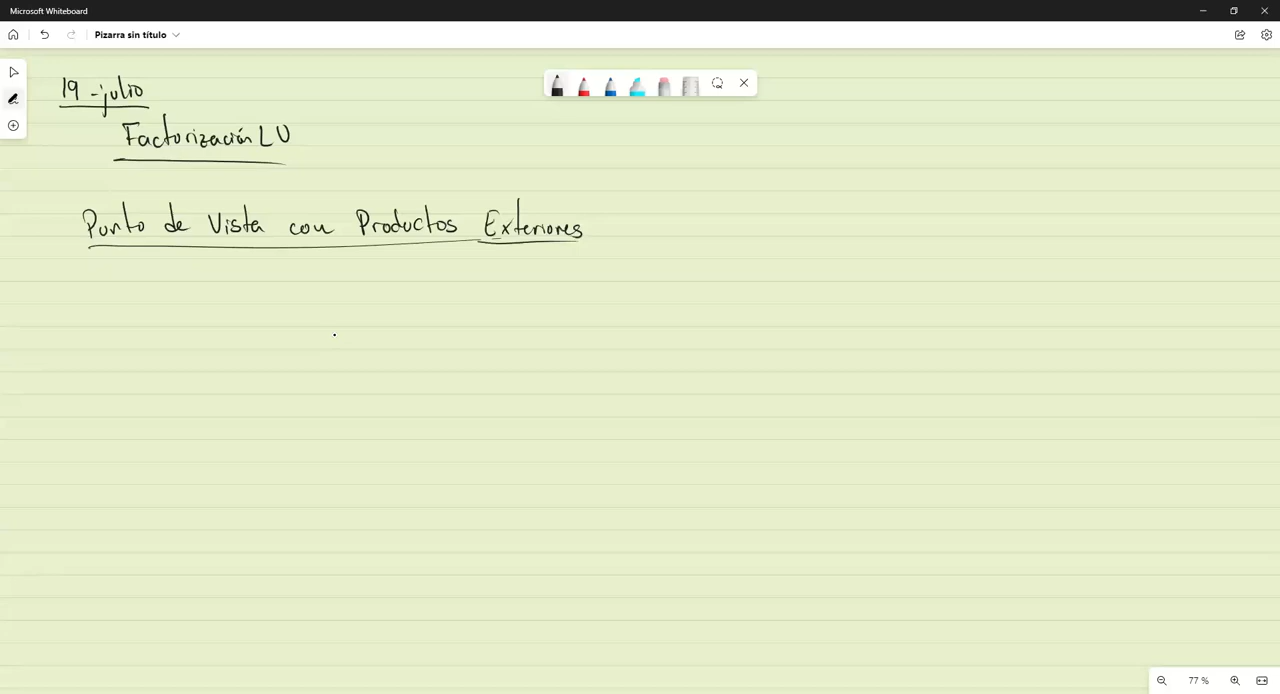 Microsoft Whiteboard
Pizarra sin título
19 - julio
Factorización LU
Punto de Vista con Productos Exteriores
77 %